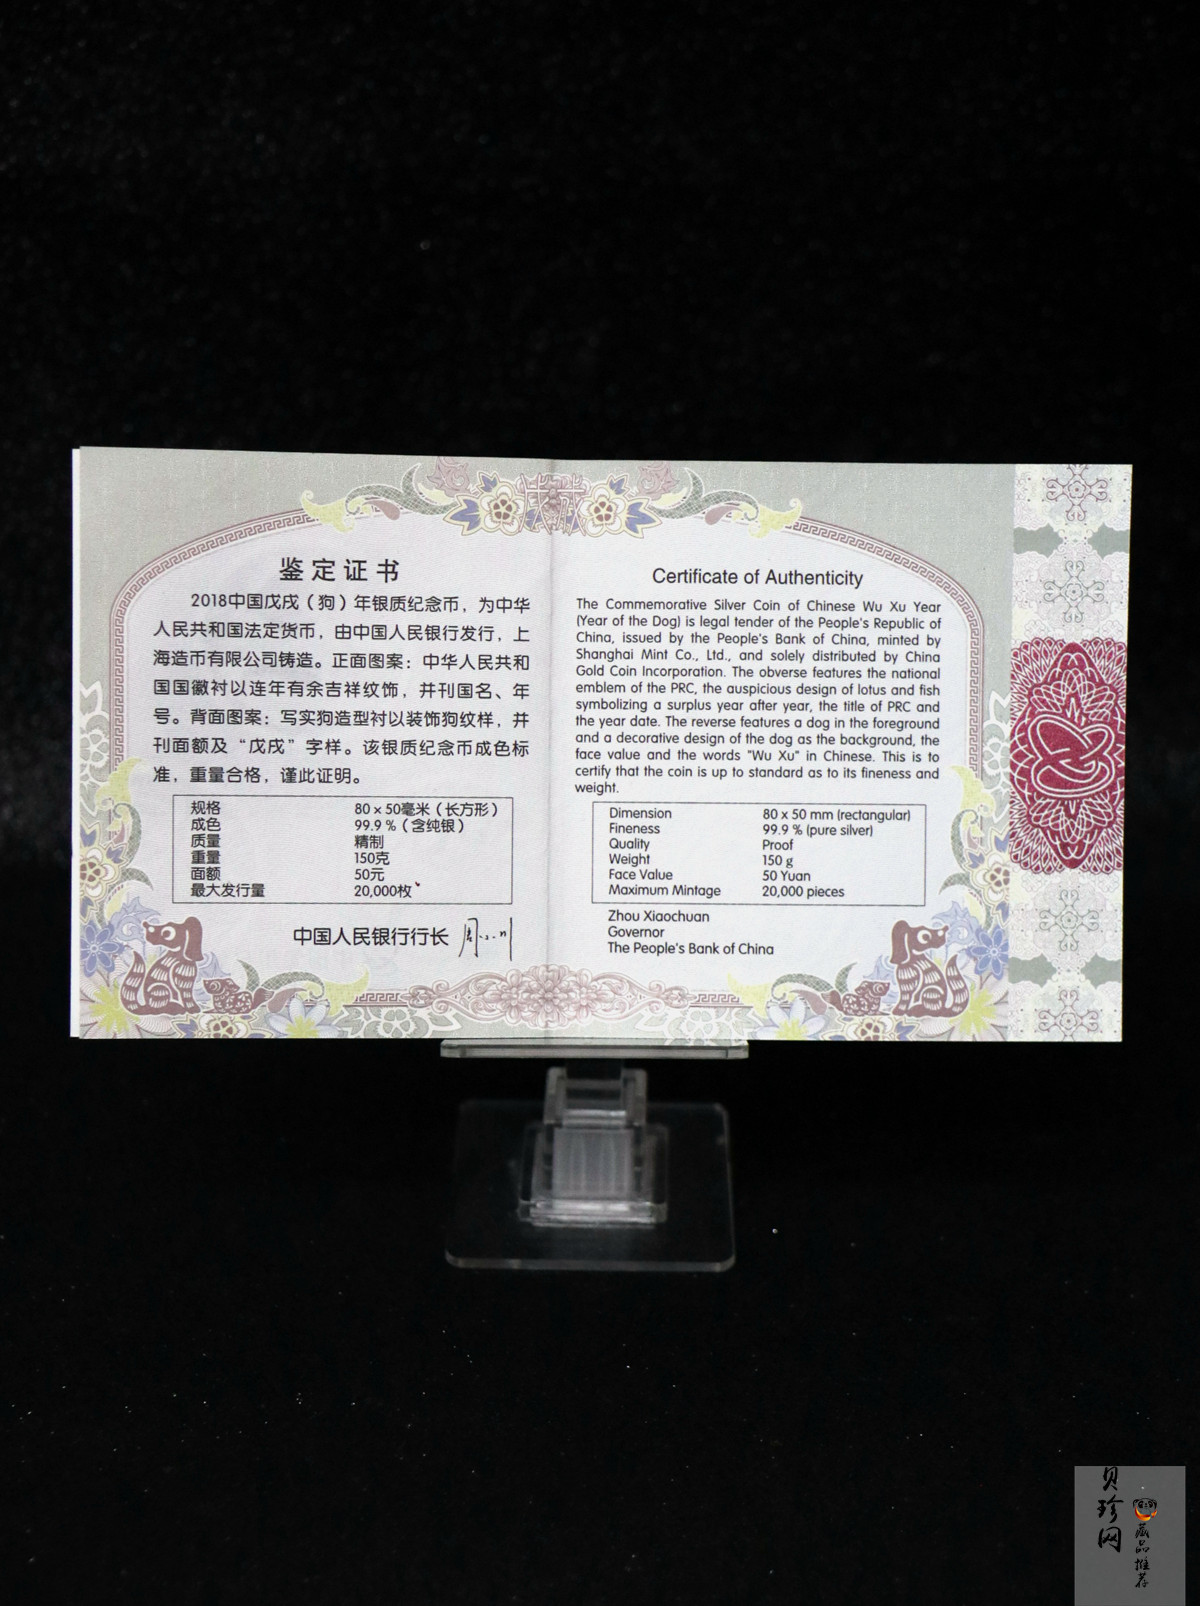 鉴定证书
2018中国戊戌（狗）年银质纪念币，为中华
人民共和国法定货币，由中国人民银行发行，上
海造币有限公司铸造。正面图案：中华人民共和
国国徽衬以连年有余吉祥纹饰，并刊国名、年
号。背面图案：写实狗造型衬以装饰狗纹样，并
刊面额及“戊戌”字样。该银质纪念币成色标
准，重量合格，谨此证明。
规格 80 x 50毫米（长方形）
成色 99.9 %（含纯银）
质量 精制
重量 150克
面额 50元
最大发行量 20,000枚
中国人民银行行长
Certificate of Authenticity
The Commemorative Silver Coin of Chinese Wu Xu Year
(Year of the Dog) is legal tender of the People's Republic of
China, issued by the People's Bank of China, minted by
Shanghai Mint Co., Ltd., and solely distributed by China
Gold Coin Incorporation. The obverse features the national
emblem of the PRC, the auspicious design of lotus and fish
symbolizing a surplus year after year, the title of PRC and
the year date. The reverse features a dog in the foreground
and a decorative design of the dog as the background, the
face value and the words "Wu Xu" in Chinese. This is to
certify that the coin is up to standard as to its fineness and
weight.
Dimension 80 x 50 mm (rectangular)
Fineness 99.9 % (pure silver)
Quality Proof
Weight 150 g
Face Value 50 Yuan
Maximum Mintage 20,000 pieces
Zhou Xiaochuan
Governor
The People's Bank of China
贝珍网
藏品推荐